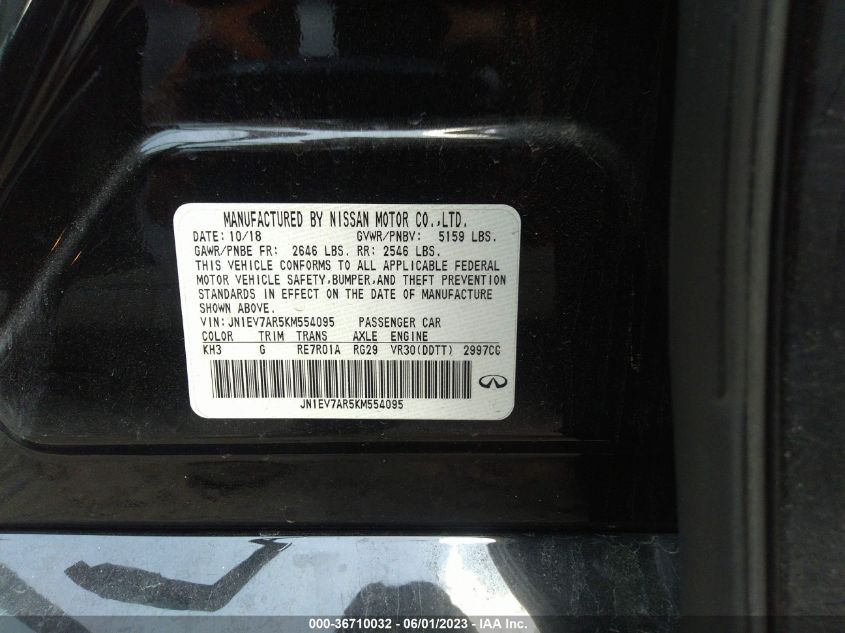 MANUFACTURED BY NISSAN MOTOR CO.,LTD.
DATE: 10/18 GVWR/PNBV: 5159 LBS.
GAWR/PNBE FR: 2646 LBS. RR: 2546 LBS.
THIS VEHICLE CONFORMS TO ALL APPLICABLE FEDERAL
MOTOR VEHICLE SAFETY,BUMPER,AND THEFT PREVENTION
STANDARDS IN EFFECT ON THE DATE OF MANUFACTURE
SHOWN ABOVE.
VIN:JN1EV7AR5KM554095 PASSENGER CAR
COLOR TRIM TRANS AXLE ENGINE
KH3 G RE7R01A RG29 VR30(DDTT) 2997CC
JN1EV7AR5KM554095
000-36710032 - 06/01/2023 - IAA Inc.